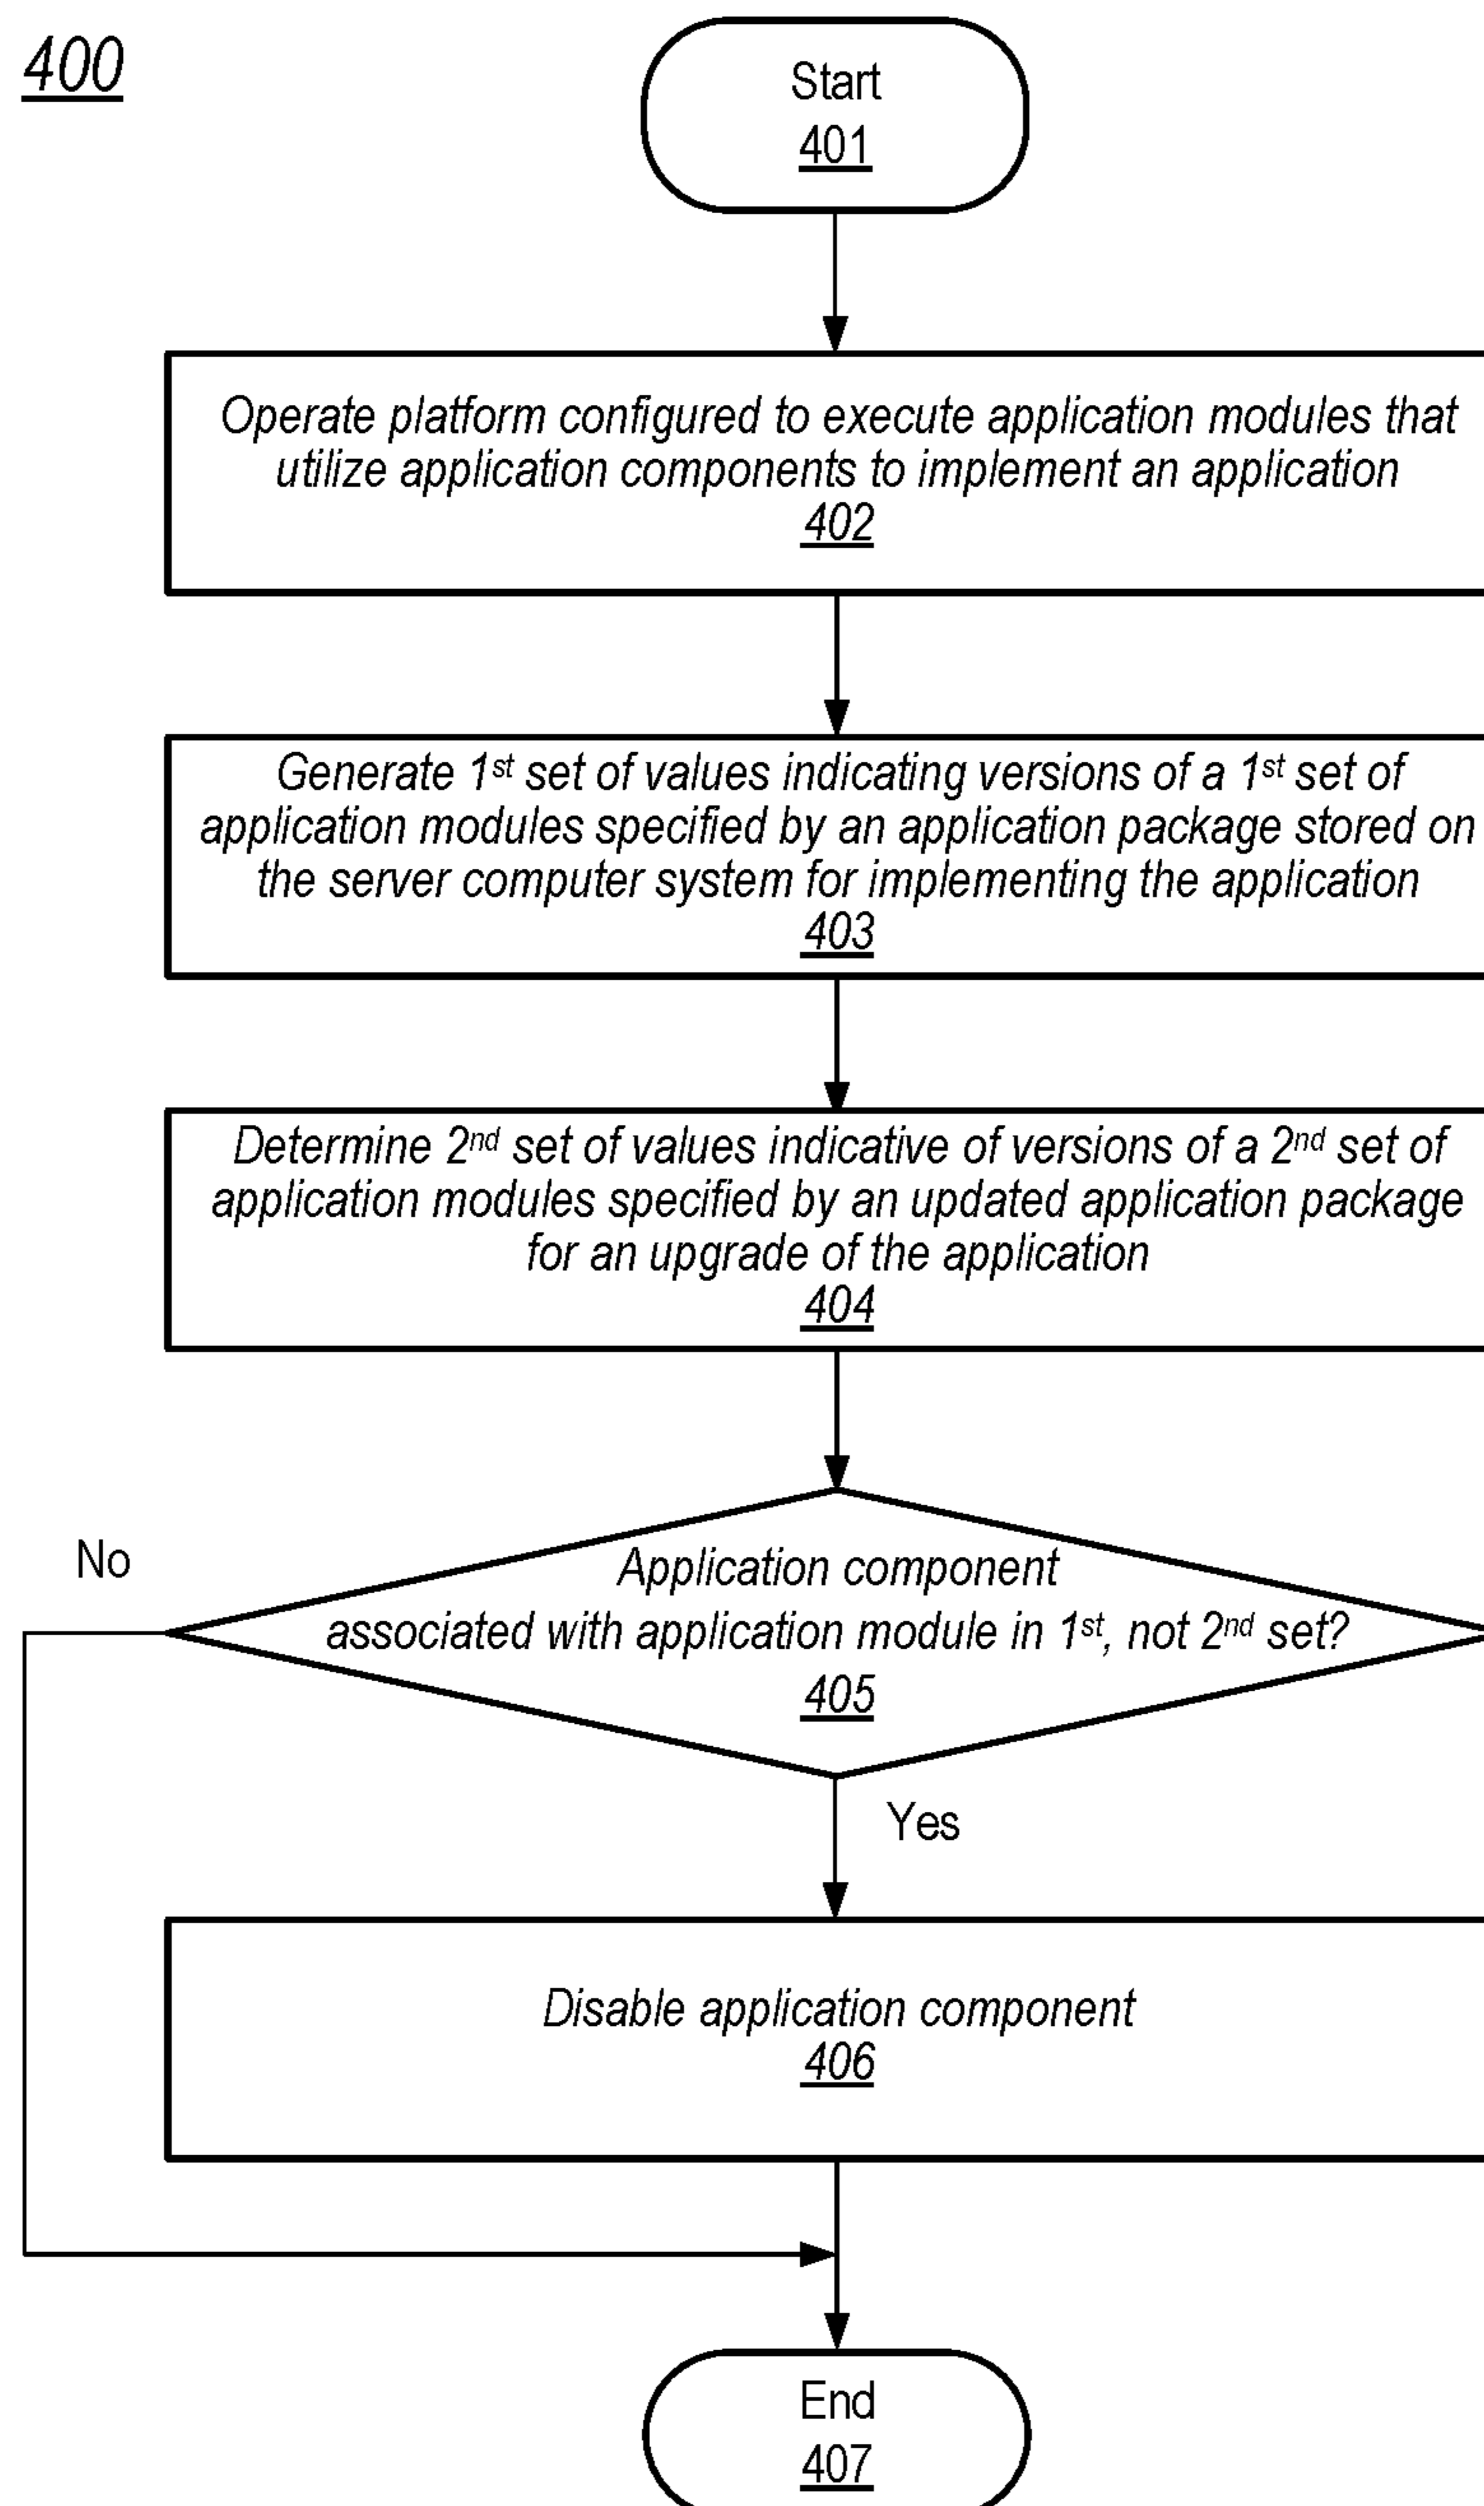 400
Start
401
Operate platform configured to execute application modules that
utilize application components to implement an application
402
Generate 1st set of values indicating versions of a 1st set of
application modules specified by an application package stored on
the server computer system for implementing the application
403
Determine 2nd set of values indicative of versions of a 2nd set of
application modules specified by an updated application package
for an upgrade of the application
404
No
Application component
associated with application module in 1st, not 2nd set?
405
Yes
Disable application component
406
End
407